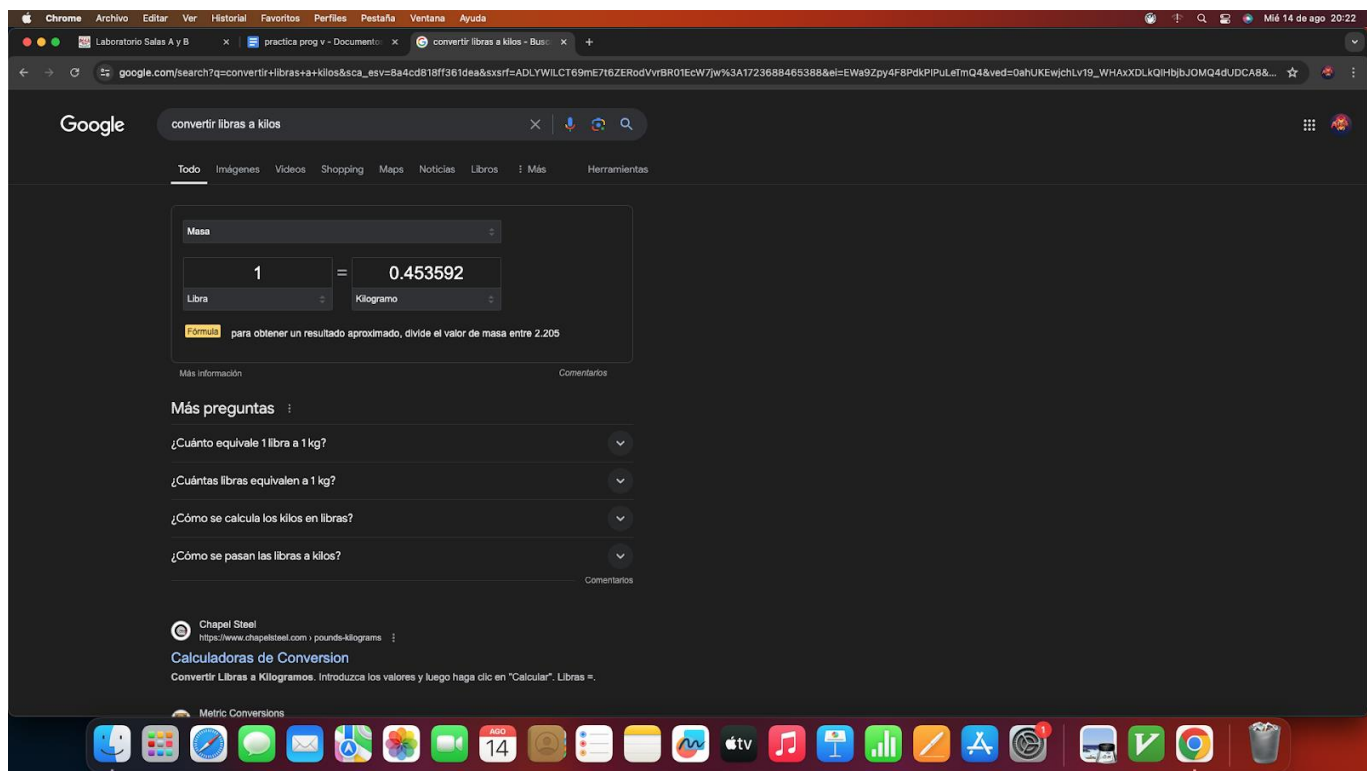 Chrome Archivo Editar Ver Historial Favoritos Perfiles Pestaña Ventana Ayuda Mié 14 de ago 20:22
Laboratorio Salas A y B practica prog v - Documento convertir libras a kilos - Busc
google.com/search?q=convertir+libras+a+kilos&sca_esv=8a4cd818ff361dea&sxsrf=ADLYWILCT69mE7t6ZERodVvrBR01EcW7jw%3A1723688465388&ei=EWa9Zpy4F8PdkPIPuLeTmQ4&ved=0ahUKEwjchLv19_WHAxXDLkQIHbjbJOMQ4dUDCA8&...
Google convertir libras a kilos
Todo Imágenes Videos Shopping Maps Noticias Libros Más Herramientas
Masa
1 = 0.453592
Libra Kilogramo
Fórmula para obtener un resultado aproximado, divide el valor de masa entre 2.205
Más información Comentarios
Más preguntas
¿Cuánto equivale 1 libra a 1 kg?
¿Cuántas libras equivalen a 1 kg?
¿Cómo se calcula los kilos en libras?
¿Cómo se pasan las libras a kilos?
Comentarios
Chapel Steel
https://www.chapelsteel.com › pounds-kilograms
Calculadoras de Conversion
Convertir Libras a Kilogramos. Introduzca los valores y luego haga clic en "Calcular". Libras =.
Metric Conversions
AGO
14
tv
1